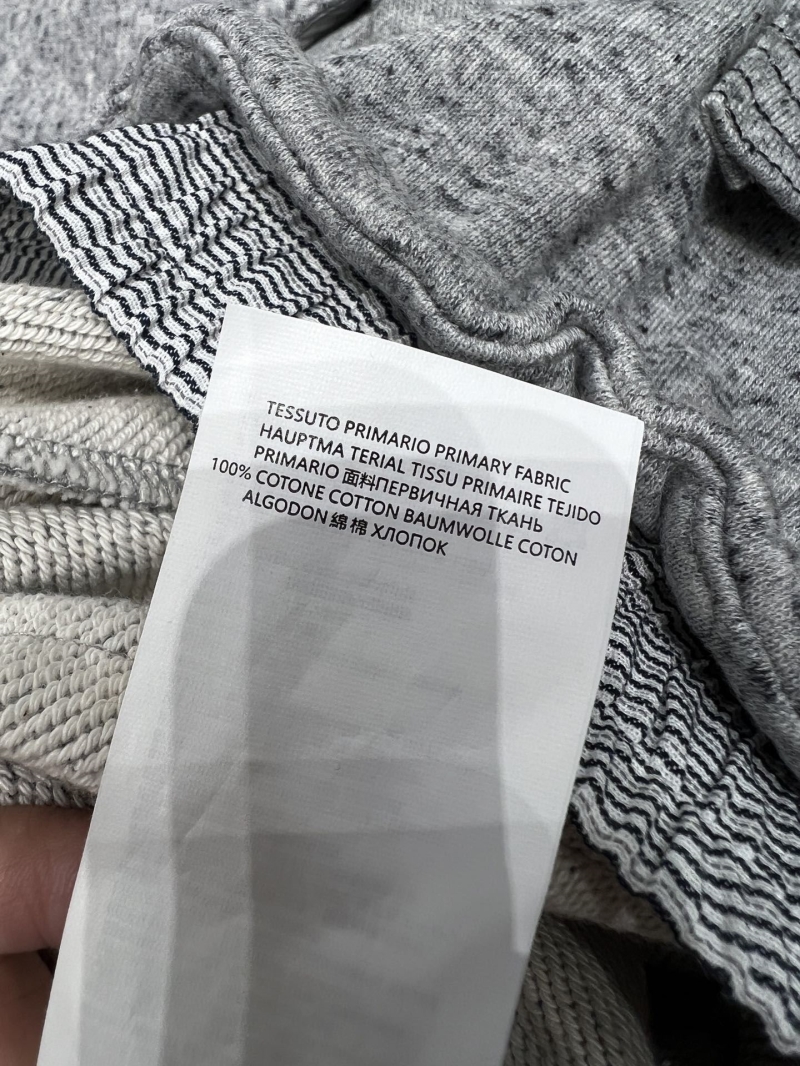 TESSUTO PRIMARIO PRIMARY FABRIC
HAUPTMA TERIAL TISSU PRIMAIRE TEJIDO
PRIMARIO 面料ПЕРВИЧНАЯ ТКАНЬ
100% COTONE COTTON BAUMWOLLE COTON
ALGODON 綿 棉 ХЛОПОК